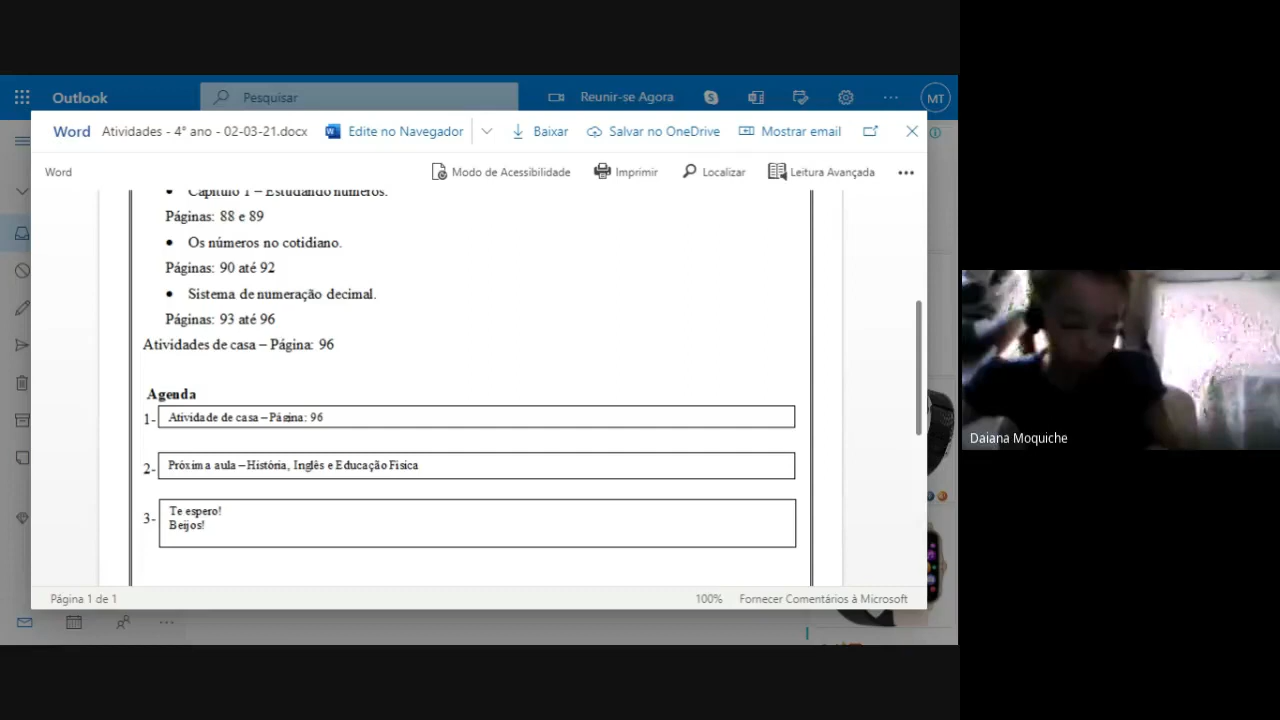 Outlook
Pesquisar
Reunir-se Agora
MT
Word
Atividades - 4° ano - 02-03-21.docx
Edite no Navegador
Baixar
Salvar no OneDrive
Mostrar email
Word
Modo de Acessibilidade
Imprimir
Localizar
Leitura Avançada
• Capítulo 1 – Estudando números.
Páginas: 88 e 89
• Os números no cotidiano.
Páginas: 90 até 92
• Sistema de numeração decimal.
Páginas: 93 até 96
Atividades de casa – Página: 96
Agenda
1- Atividade de casa – Página: 96
2- Próxima aula – História, Inglês e Educação Física
3- Te espero!
Beijos!
Página 1 de 1
100%
Fornecer Comentários à Microsoft
Daiana Moquiche